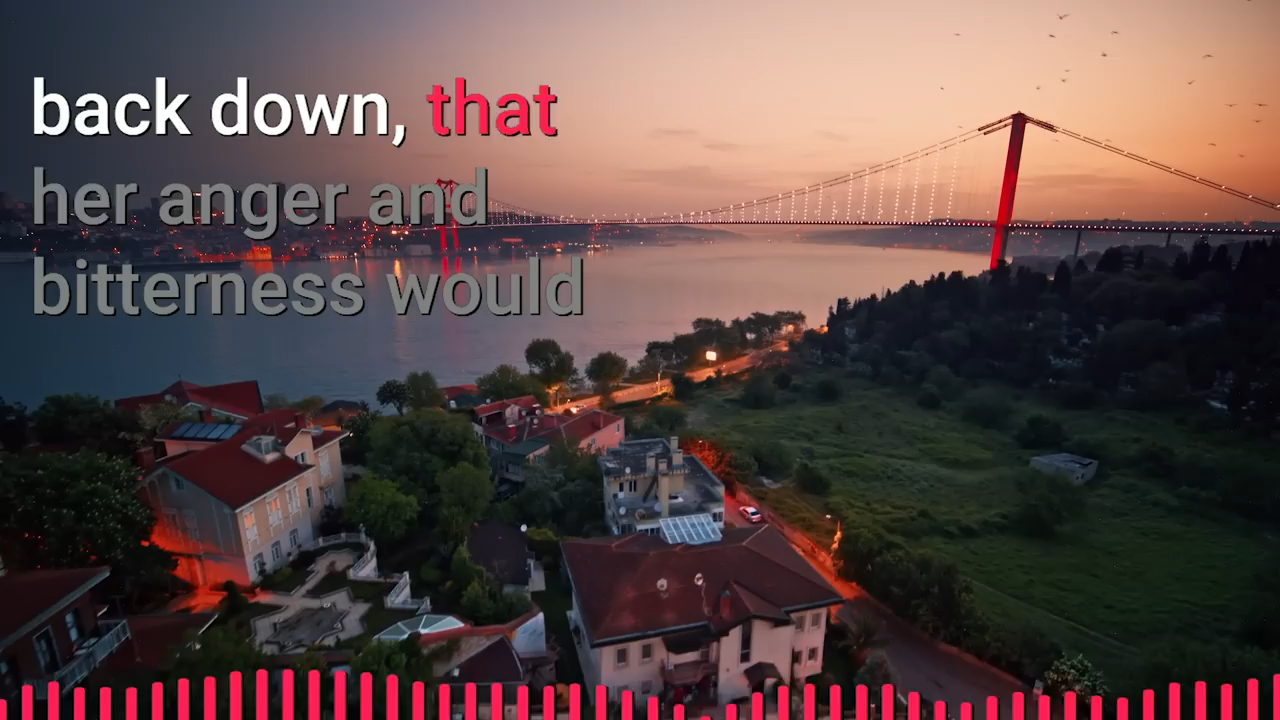 back down, that
her anger and
bitterness would